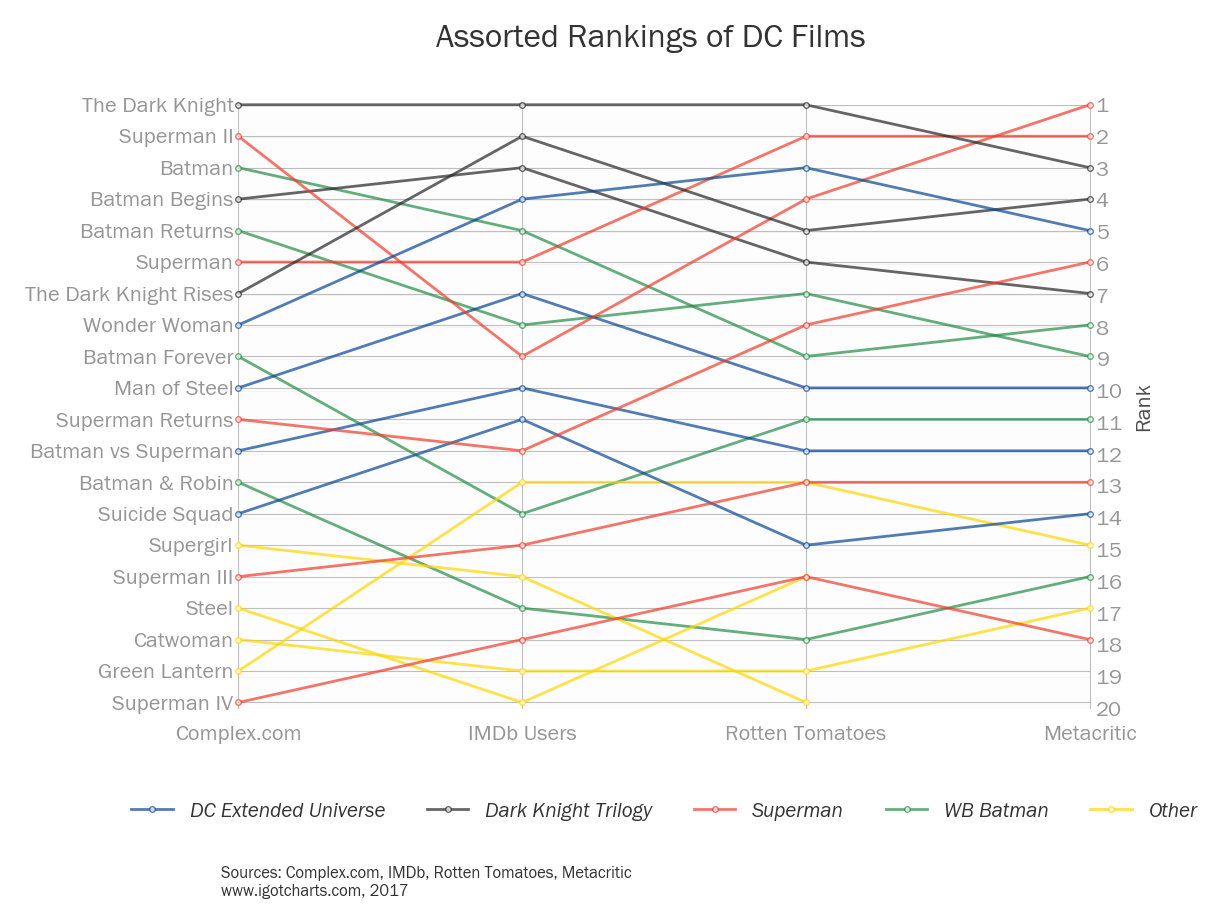 Assorted Rankings of DC Films
The Dark Knight
Superman II
Batman
Batman Begins
Batman Returns
Superman
The Dark Knight Rises
Wonder Woman
Batman Forever
Man of Steel
Superman Returns
Batman vs Superman
Batman & Robin
Suicide Squad
Supergirl
Superman III
Steel
Catwoman
Green Lantern
Superman IV
1
2
3
4
5
6
7
8
9
10
11
12
13
14
15
16
17
18
19
20
Rank
Complex.com IMDb Users Rotten Tomatoes Metacritic
DC Extended Universe Dark Knight Trilogy Superman WB Batman Other
Sources: Complex.com, IMDb, Rotten Tomatoes, Metacritic
www.igotcharts.com, 2017